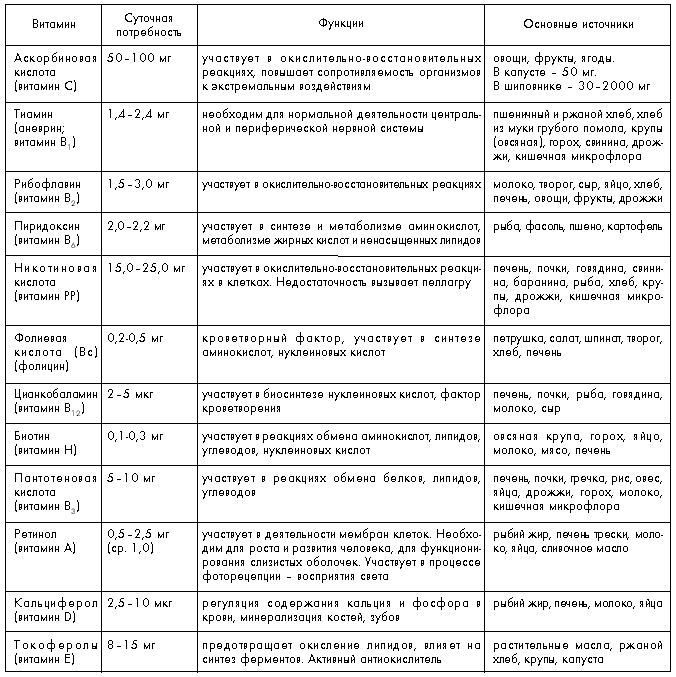 Витамин
Суточная
потребность
Функции
Основные источники
Аскорбиновая
кислота
(витамин С)
50–100 мг
участвует в окислительно-восстановительных
реакциях, повышает сопротивляемость организмов
к экстремальным воздействиям
овощи, фрукты, ягоды.
В капусте – 50 мг.
В шиповнике – 30–2000 мг
Тиамин
(аневрин;
витамин В₁)
1,4–2,4 мг
необходим для нормальной деятельности централь-
ной и периферической нервной системы
пшеничный и ржаной хлеб, хлеб
из муки грубого помола, крупы
(овсяная), горох, свинина, дрож-
жи, кишечная микрофлора
Рибофлавин
(витамин В₂)
1,5–3,0 мг
участвует в окислительно-восстановительных реакциях
молоко, творог, сыр, яйцо, хлеб,
печень, овощи, фрукты, дрожжи
Пиридоксин
(витамин В₆)
2,0–2,2 мг
участвует в синтезе и метаболизме аминокислот,
метаболизме жирных кислот и ненасыщенных липидов
рыба, фасоль, пшено, картофель
Никотиновая
кислота
(витамин РР)
15,0–25,0 мг
участвует в окислительно-восстановительных реакци-
ях в клетках. Недостаточность вызывает пеллагру
печень, почки, говядина, свини-
на, баранина, рыба, хлеб, кру-
пы, дрожжи, кишечная микро-
флора
Фолиевая
кислота (Вс)
(фолицин)
0,2-0,5 мг
кроветворный фактор, участвует в синтезе
аминокислот, нуклеиновых кислот
петрушка, салат, шпинат, творог,
хлеб, печень
Цианкобаламин
(витамин В₁₂)
2–5 мкг
участвует в биосинтезе нуклеиновых кислот, фактор
кроветворения
печень, почки, рыба, говядина,
молоко, сыр
Биотин
(витамин Н)
0,1-0,3 мг
участвует в реакциях обмена аминокислот, липидов,
углеводов, нуклеиновых кислот
овсяная крупа, горох, яйцо,
молоко, мясо, печень
Пантотеновая
кислота
(витамин В₃)
5–10 мг
участвует в реакциях обмена белков, липидов,
углеводов
печень, почки, гречка, рис, овес,
яйца, дрожжи, горох, молоко,
кишечная микрофлора
Ретинол
(витамин А)
0,5–2,5 мг
(ср. 1,0)
участвует в деятельности мембран клеток. Необхо-
дим для роста и развития человека, для функциони-
рования слизистых оболочек. Участвует в процессе
фоторецепции – восприятия света
рыбий жир, печень трески, моло-
ко, яйца, сливочное масло
Кальциферол
(витамин D)
2,5–10 мкг
регуляция содержания кальция и фосфора в
крови, минерализация костей, зубов
рыбий жир, печень, молоко, яйца
Токоферолы
(витамин Е)
8–15 мг
предотвращает окисление липидов, влияет на
синтез ферментов. Активный антиокислитель
растительные масла, ржаной
хлеб, крупы, капуста